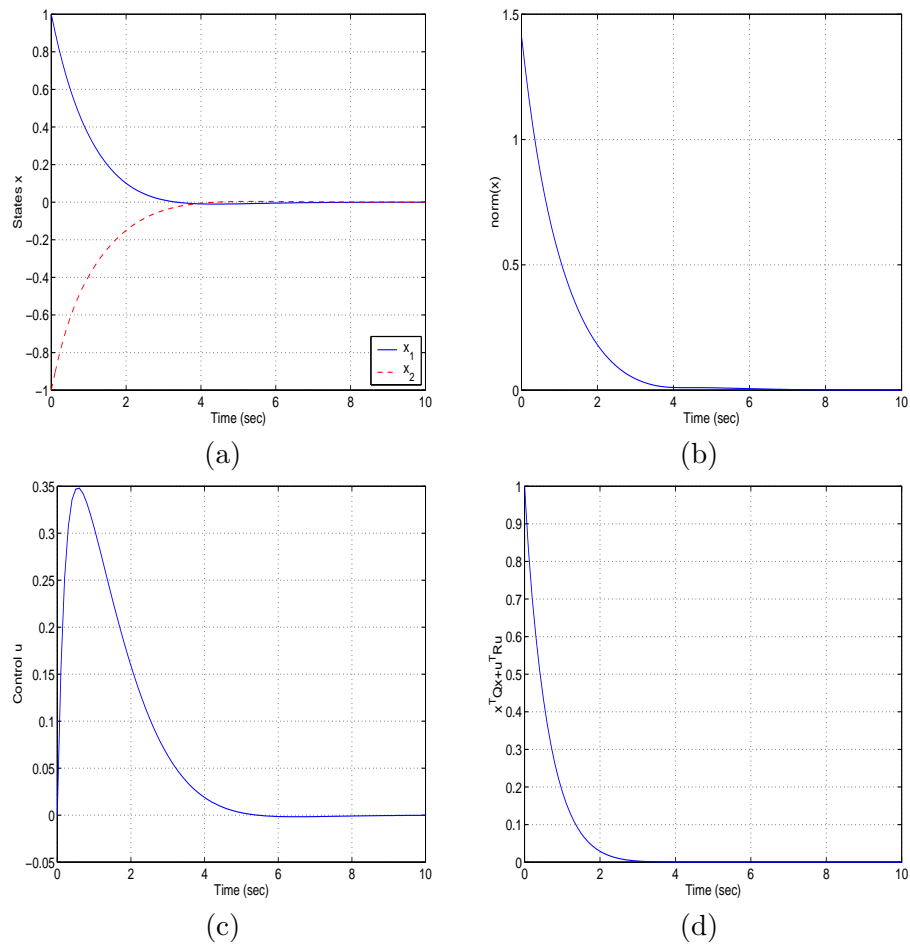 1
0.8
0.6
0.4
0.2
0
−0.2
−0.4
−0.6
−0.8
−1
States x
0 2 4 6 8 10
Time (sec)
x_1
x_2
(a)
1.5
1
0.5
0
norm(x)
0 2 4 6 8 10
Time (sec)
(b)
0.35
0.3
0.25
0.2
0.15
0.1
0.05
0
−0.05
Control u
0 2 4 6 8 10
Time (sec)
(c)
1
0.9
0.8
0.7
0.6
0.5
0.4
0.3
0.2
0.1
0
x^TQx+u^TRu
0 2 4 6 8 10
Time (sec)
(d)